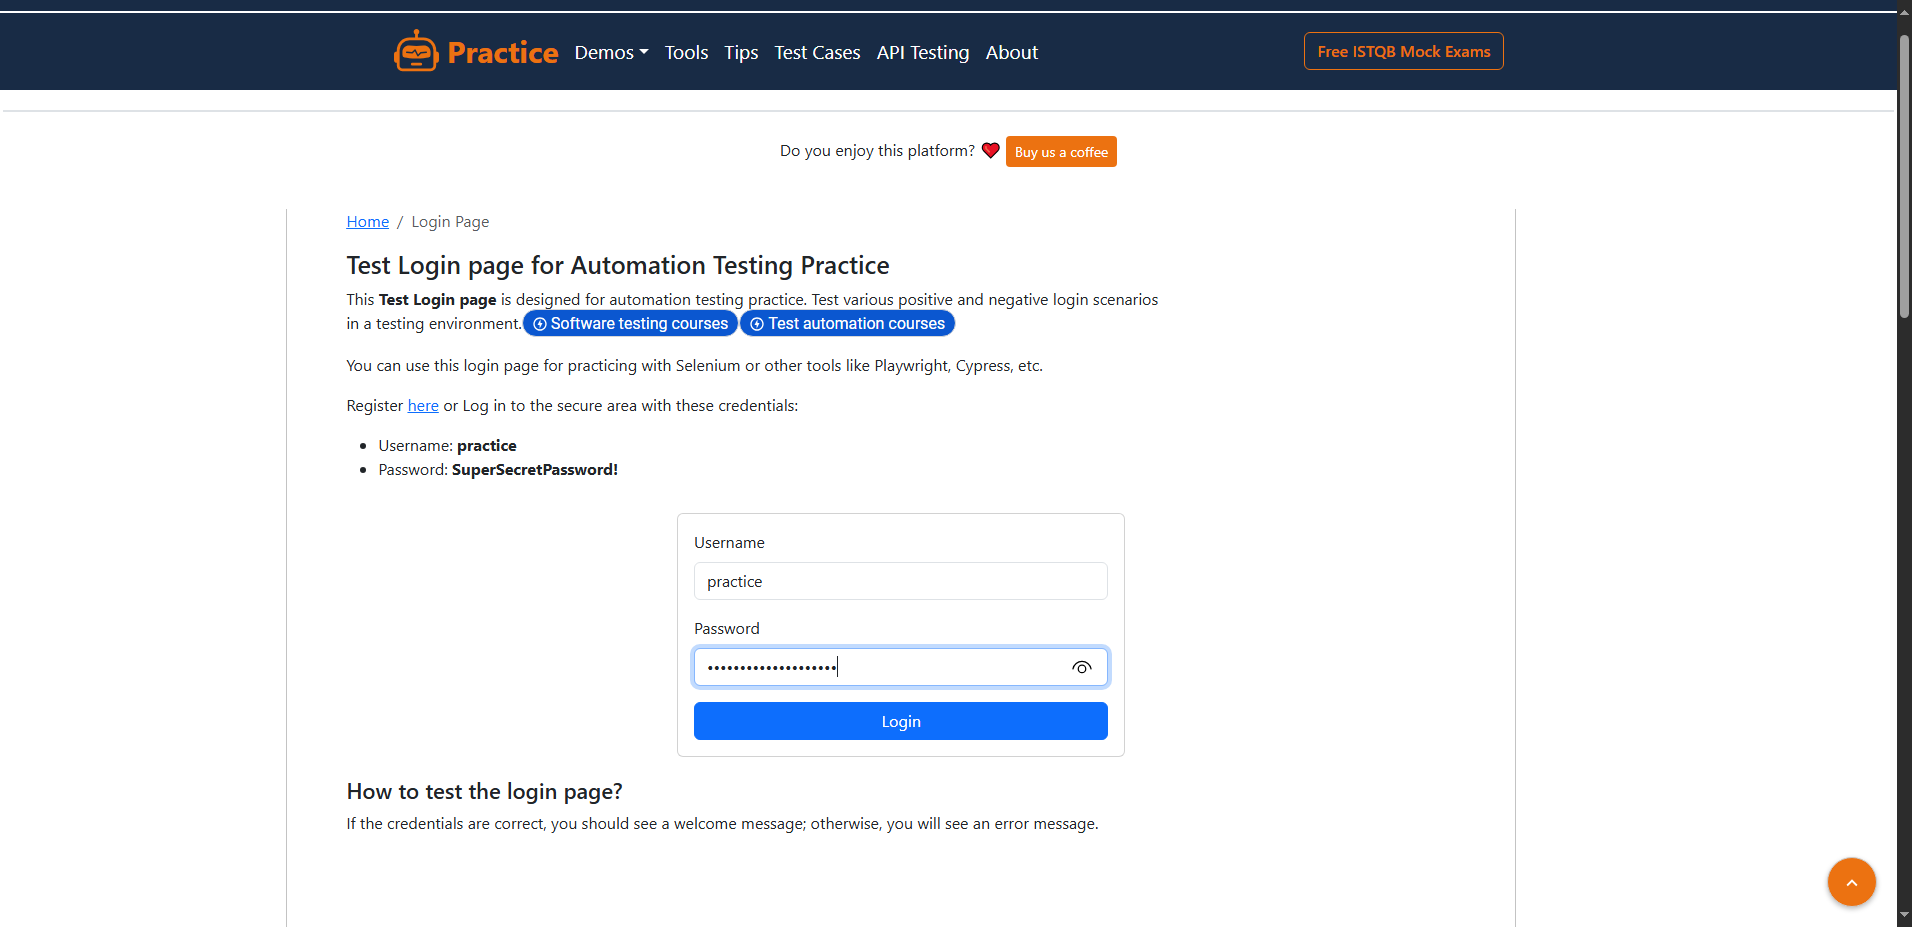 Practice Demos Tools Tips Test Cases API Testing About Free ISTQB Mock Exams
Do you enjoy this platform? Buy us a coffee
Home / Login Page
Test Login page for Automation Testing Practice
This Test Login page is designed for automation testing practice. Test various positive and negative login scenarios
in a testing environment. Software testing courses Test automation courses
You can use this login page for practicing with Selenium or other tools like Playwright, Cypress, etc.
Register here or Log in to the secure area with these credentials:
Username: practice
Password: SuperSecretPassword!
Username
practice
Password
••••••••••••••••••••
Login
How to test the login page?
If the credentials are correct, you should see a welcome message; otherwise, you will see an error message.